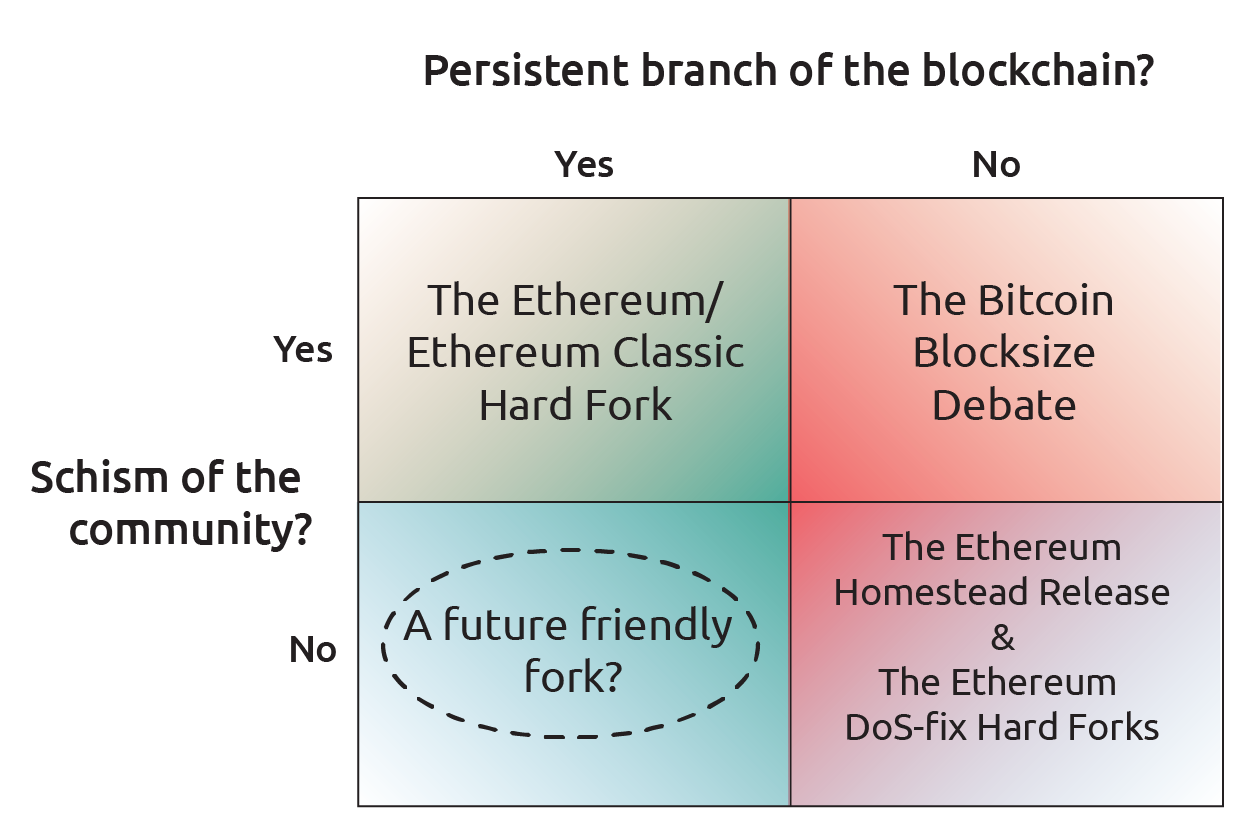 Persistent branch of the blockchain?
Yes
No
Yes
The Ethereum/
Ethereum Classic
Hard Fork
The Bitcoin
Blocksize
Debate
Schism of the
community?
No
A future friendly
fork?
The Ethereum
Homestead Release
&
The Ethereum
DoS-fix Hard Forks